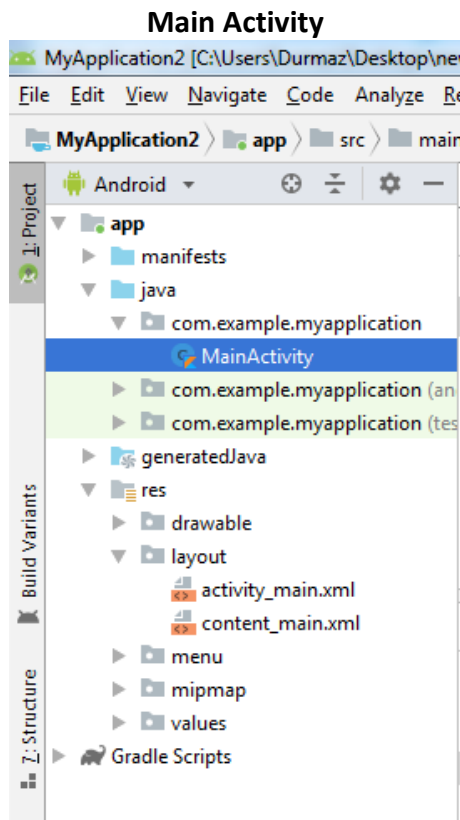 Main Activity
MyApplication2 [C:\Users\Durmaz\Desktop\new
File Edit View Navigate Code Analyze Re
MyApplication2 app src main
1: Project
Android
app
manifests
java
com.example.myapplication
MainActivity
com.example.myapplication (an
com.example.myapplication (tes
generatedJava
res
drawable
layout
activity_main.xml
content_main.xml
menu
mipmap
values
Gradle Scripts
Build Variants
7: Structure